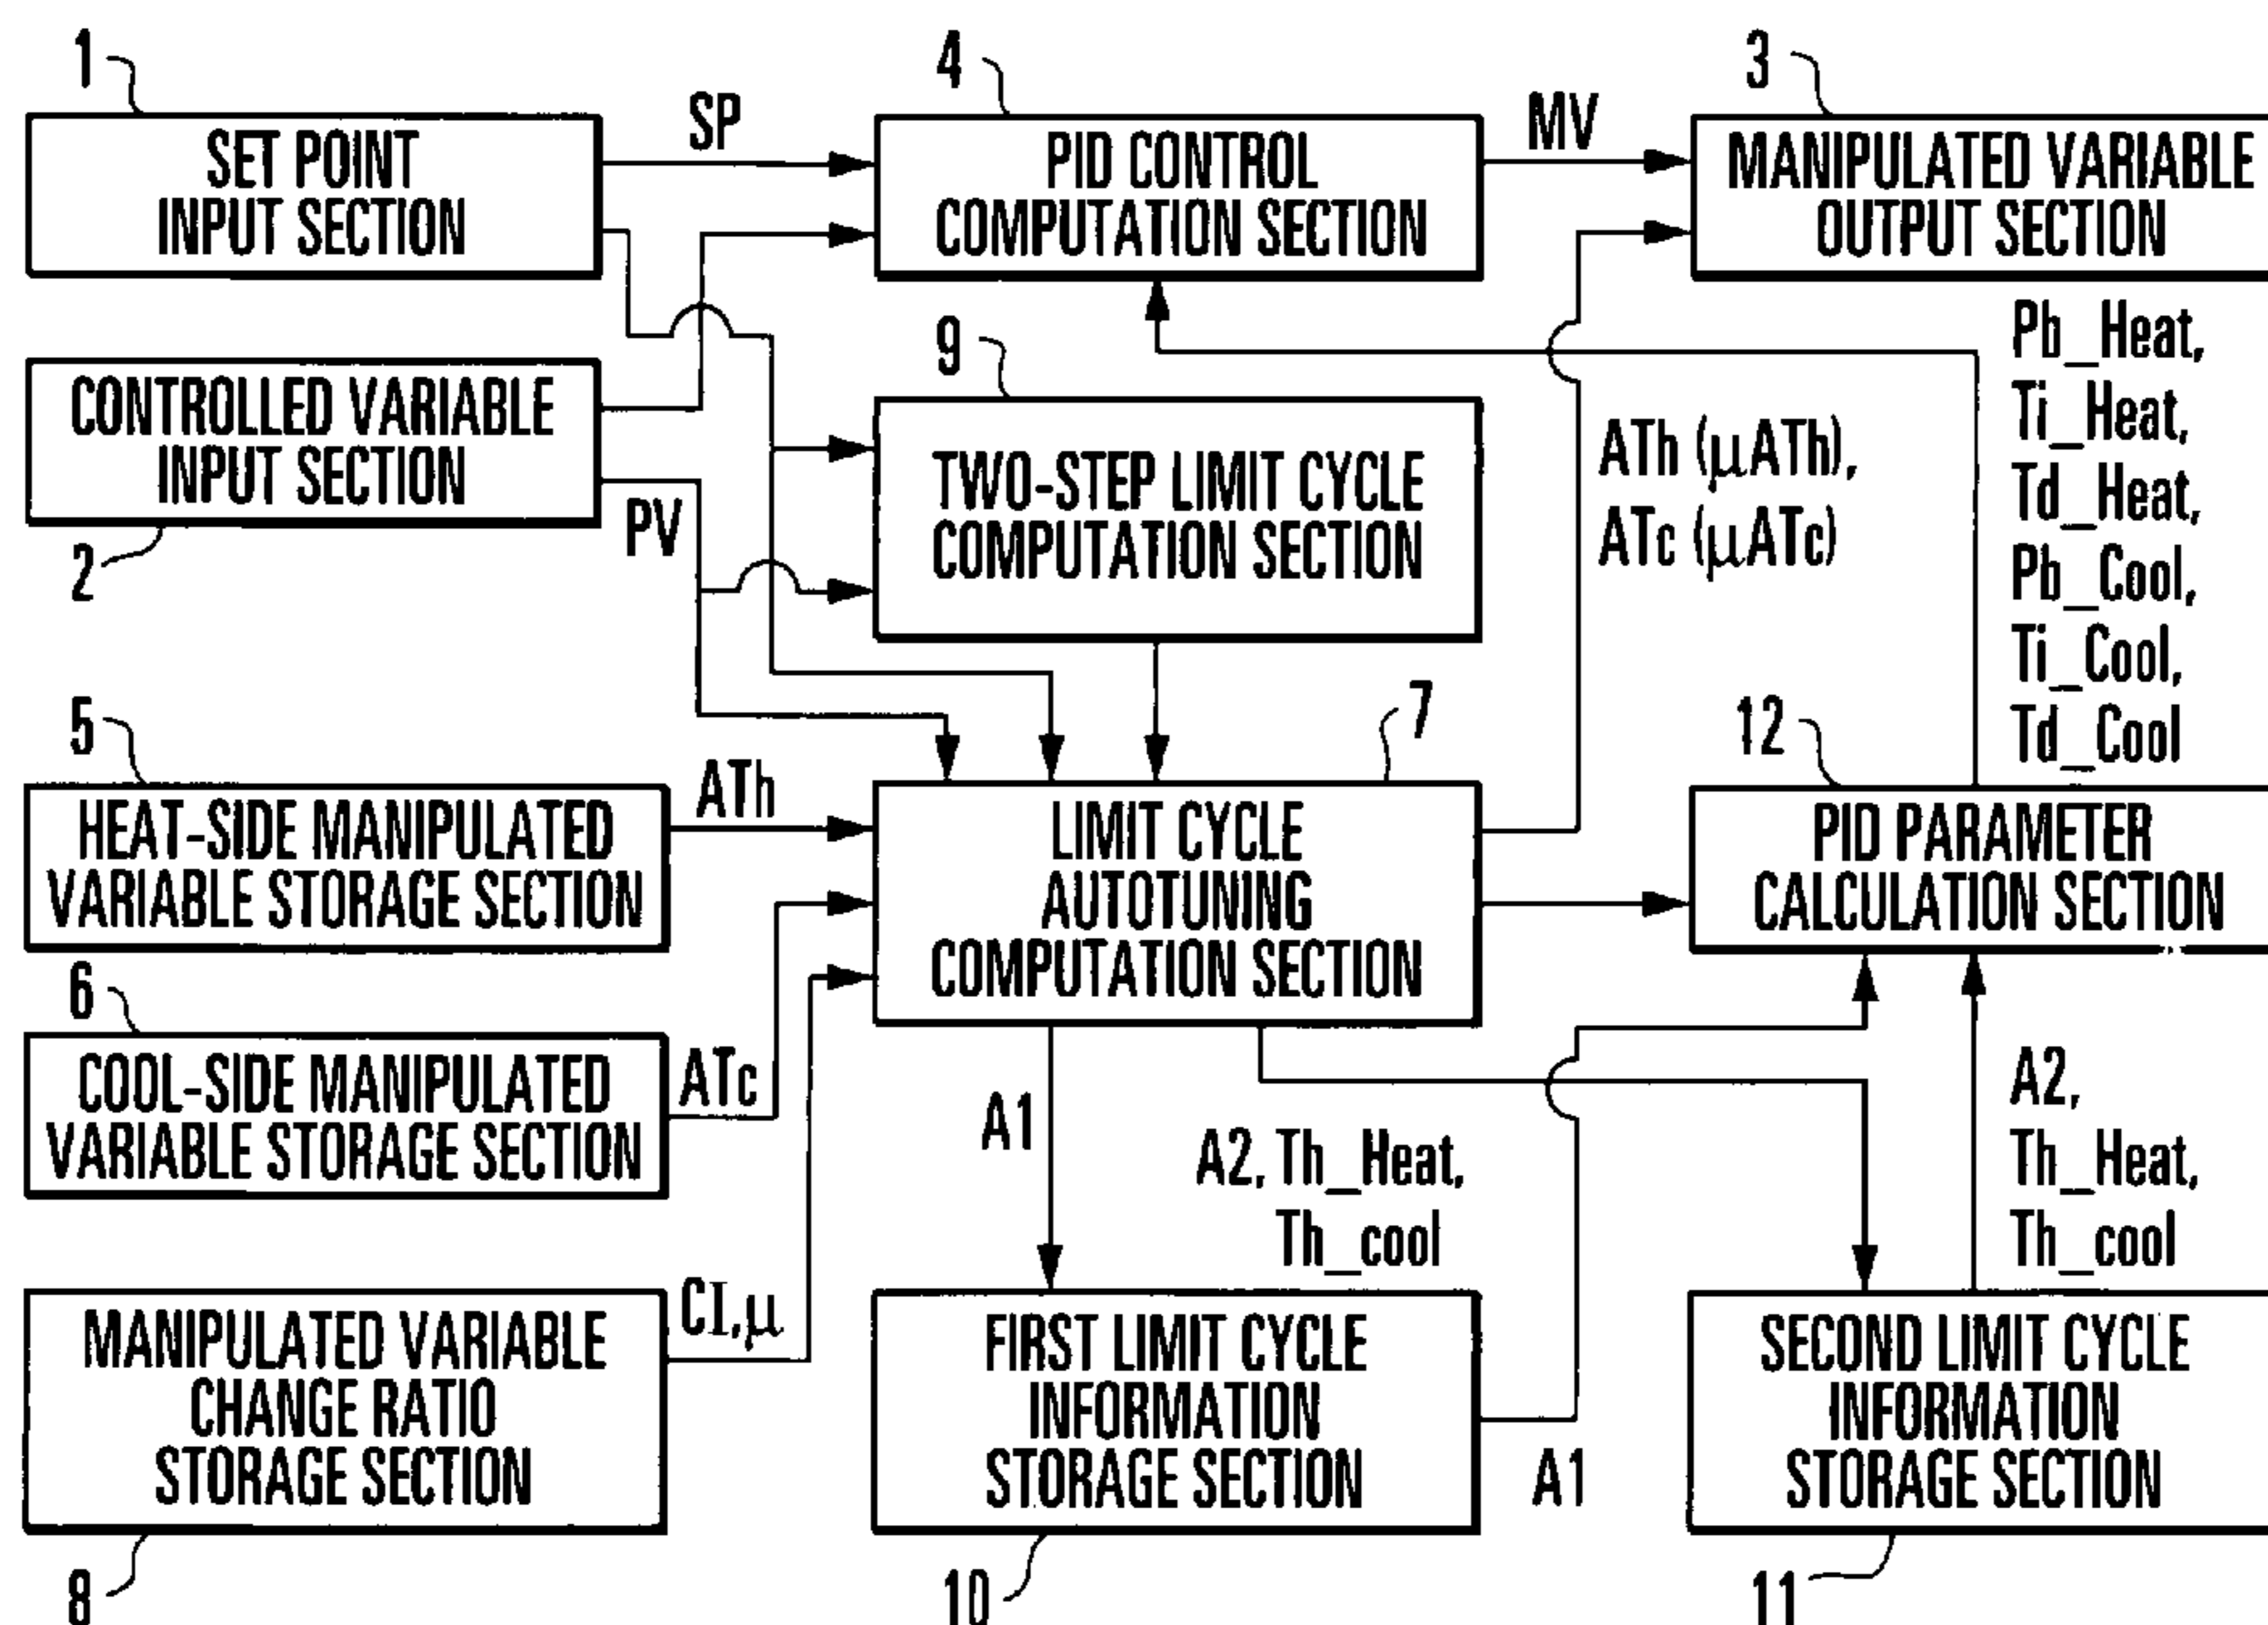 1
4
3
SP
MV
SET POINT
INPUT SECTION
PID CONTROL
COMPUTATION SECTION
MANIPULATED VARIABLE
OUTPUT SECTION
9
CONTROLLED VARIABLE
INPUT SECTION
2
PV
TWO-STEP LIMIT CYCLE
COMPUTATION SECTION
ATh (μATh),
ATc (μATc)
Pb_Heat,
Ti_Heat,
Td_Heat,
Pb_Cool,
Ti_Cool,
Td_Cool
5
7
12
ATh
HEAT-SIDE MANIPULATED
VARIABLE STORAGE SECTION
LIMIT CYCLE
AUTOTUNING
COMPUTATION SECTION
PID PARAMETER
CALCULATION SECTION
6
ATc
COOL-SIDE MANIPULATED
VARIABLE STORAGE SECTION
A1
A2, Th_Heat,
Th_cool
A2,
Th_Heat,
Th_cool
CI,μ
MANIPULATED VARIABLE
CHANGE RATIO
STORAGE SECTION
FIRST LIMIT CYCLE
INFORMATION
STORAGE SECTION
A1
SECOND LIMIT CYCLE
INFORMATION
STORAGE SECTION
8
10
11